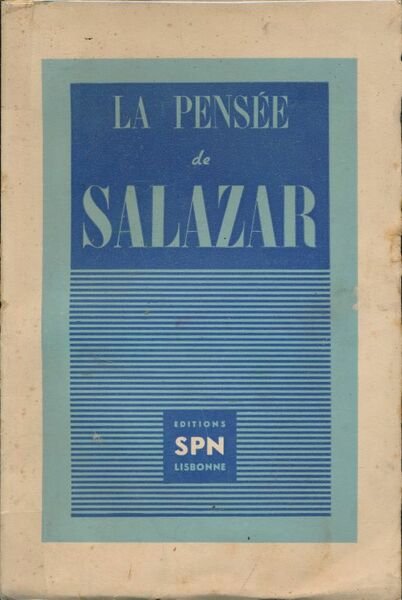 LA PENSÉE
de
SALAZAR
EDITIONS
SPN
LISBONNE